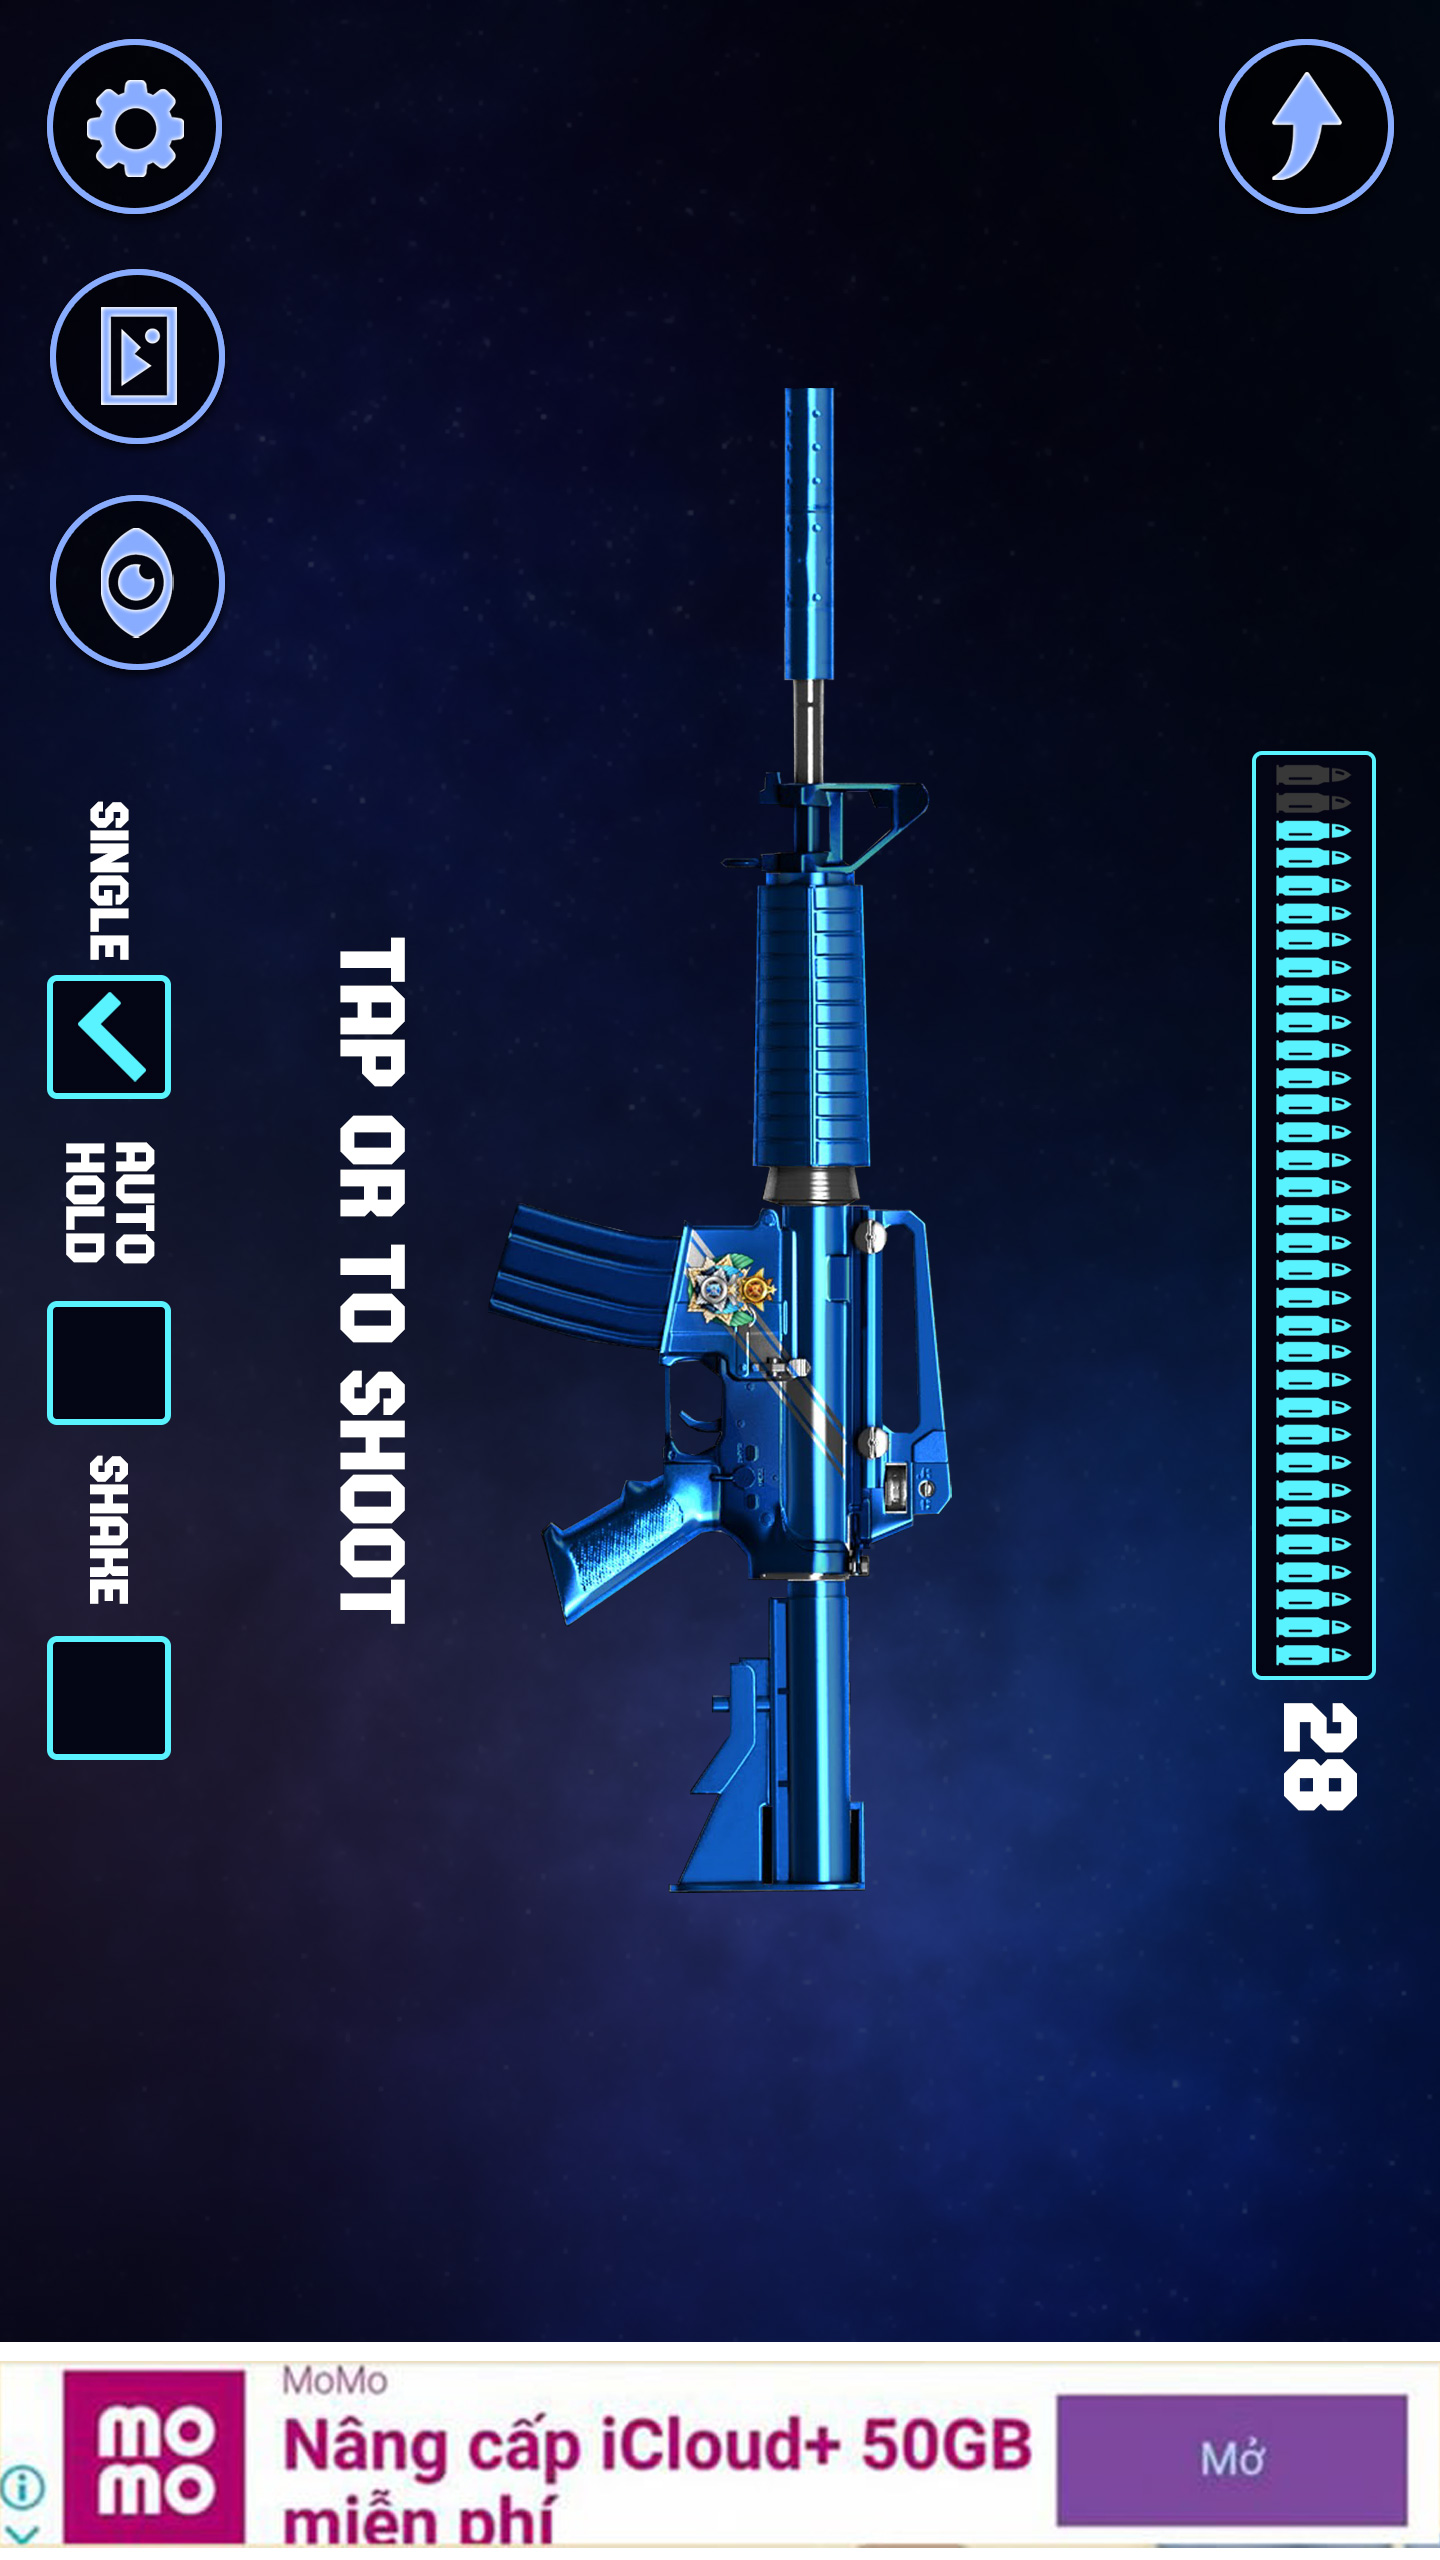 SINGLE
AUTO
HOLD
SHAKE
TAP OR TO SHOOT
28
mo
mo
MoMo
Nâng cấp iCloud+ 50GB
miễn phí
Mở